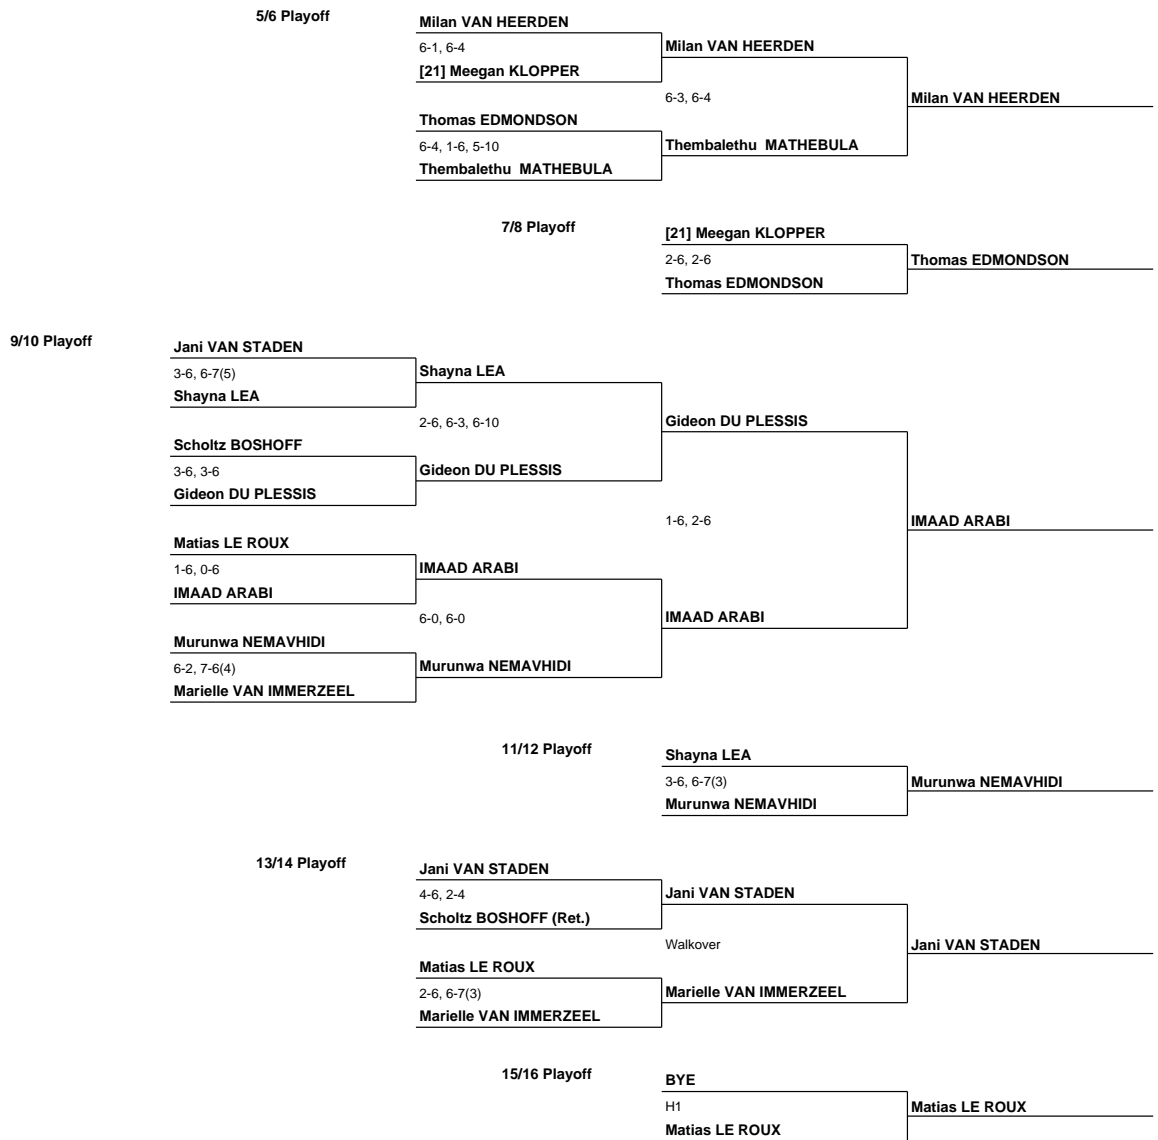 5/6 Playoff
Milan VAN HEERDEN
6-1, 6-4
Milan VAN HEERDEN
[21] Meegan KLOPPER
6-3, 6-4
Milan VAN HEERDEN
Thomas EDMONDSON
6-4, 1-6, 5-10
Thembalethu MATHEBULA
Thembalethu MATHEBULA
7/8 Playoff
[21] Meegan KLOPPER
2-6, 2-6
Thomas EDMONDSON
Thomas EDMONDSON
9/10 Playoff
Jani VAN STADEN
3-6, 6-7(5)
Shayna LEA
Shayna LEA
2-6, 6-3, 6-10
Gideon DU PLESSIS
Scholtz BOSHOFF
3-6, 3-6
Gideon DU PLESSIS
Gideon DU PLESSIS
1-6, 2-6
IMAAD ARABI
Matias LE ROUX
1-6, 0-6
IMAAD ARABI
IMAAD ARABI
6-0, 6-0
IMAAD ARABI
Murunwa NEMAVHIDI
6-2, 7-6(4)
Murunwa NEMAVHIDI
Marielle VAN IMMERZEEL
11/12 Playoff
Shayna LEA
3-6, 6-7(3)
Murunwa NEMAVHIDI
Murunwa NEMAVHIDI
13/14 Playoff
Jani VAN STADEN
4-6, 2-4
Jani VAN STADEN
Scholtz BOSHOFF (Ret.)
Walkover
Jani VAN STADEN
Matias LE ROUX
2-6, 6-7(3)
Marielle VAN IMMERZEEL
Marielle VAN IMMERZEEL
15/16 Playoff
BYE
H1
Matias LE ROUX
Matias LE ROUX